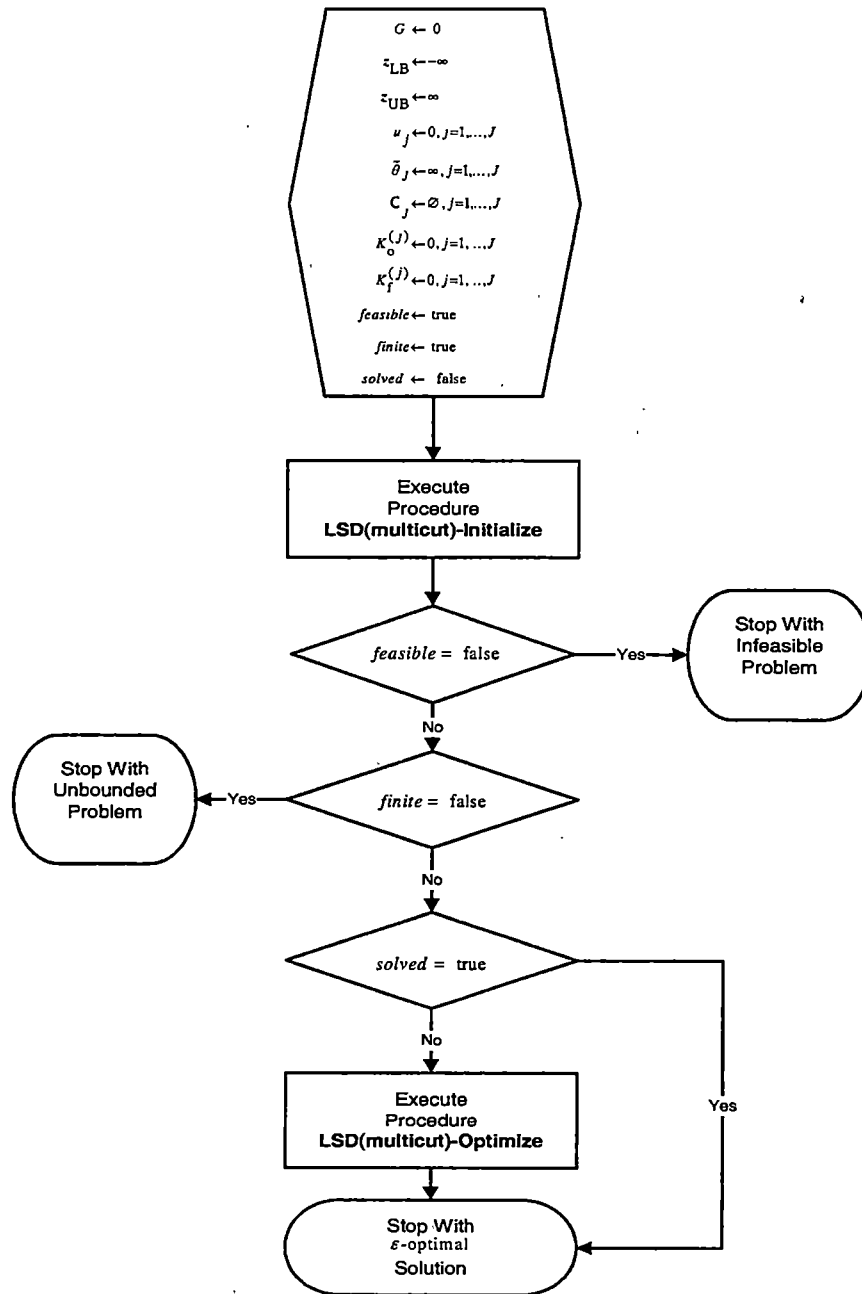 G ← 0
z_LB ← -∞
z_UB ← ∞
u_j ← 0, j=1,...,J
θ̃_J ← ∞, j=1,...,J
C_J ← ∅, j=1,...,J
K_o^(J) ← 0, j=1, ..,J
K_f^(j) ← 0, j=1, ..,J
feasible ← true
finite ← true
solved ← false
Execute
Procedure
LSD(multicut)-Initialize
feasible = false
Yes
Stop With
Infeasible
Problem
No
Stop With
Unbounded
Problem
Yes
finite = false
No
solved = true
No
Yes
Execute
Procedure
LSD(multicut)-Optimize
Stop With
ε-optimal
Solution